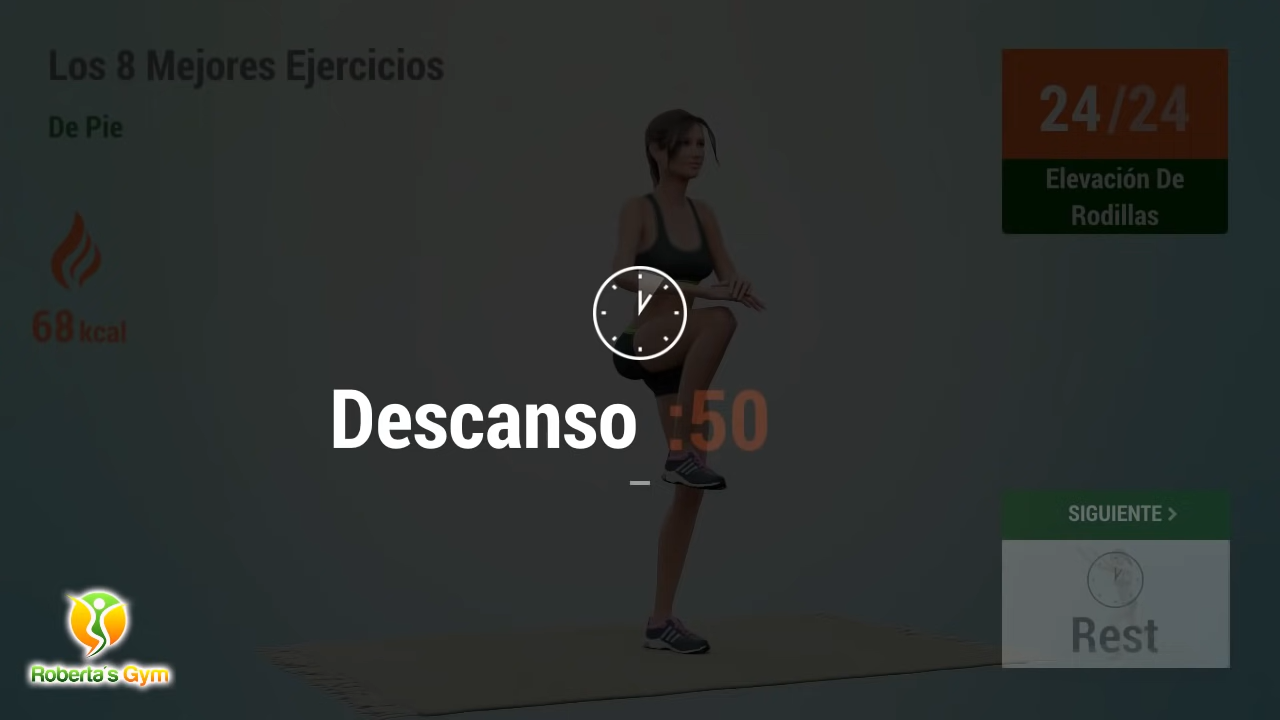 Los 8 Mejores Ejercicios
De Pie
24/24
Elevación De
Rodillas
68 kcal
Descanso :50
SIGUIENTE >
Rest
Roberta's Gym